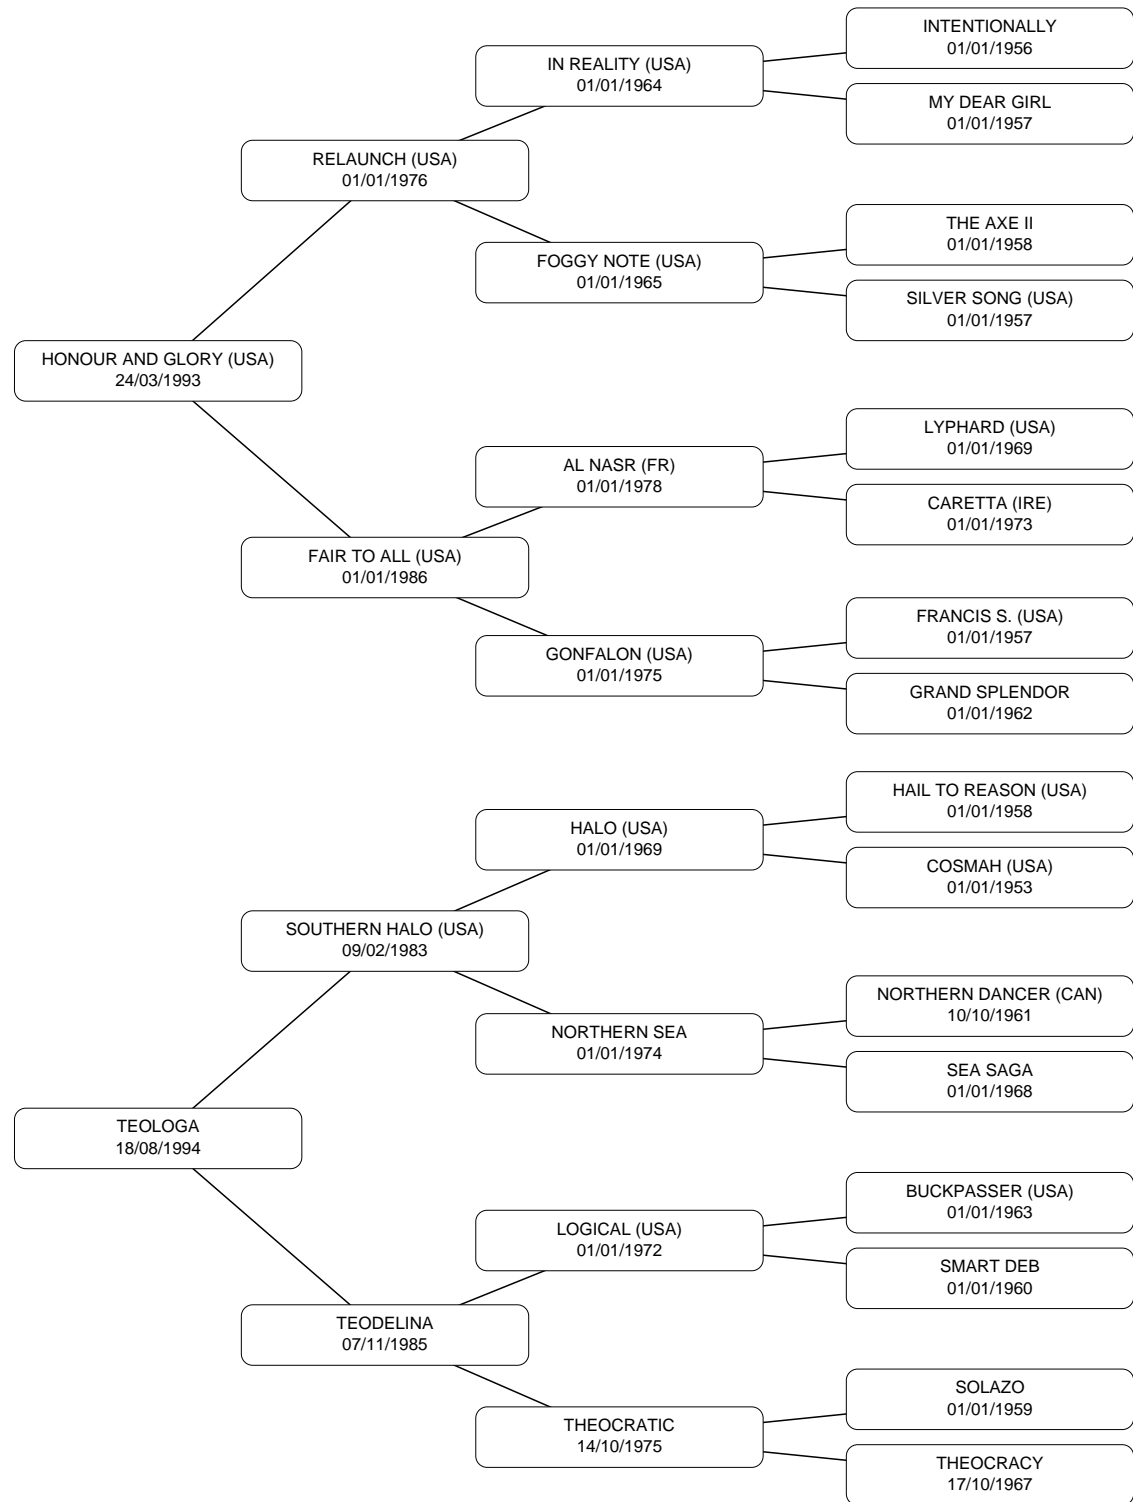 INTENTIONALLY
01/01/1956
IN REALITY (USA)
01/01/1964
MY DEAR GIRL
01/01/1957
RELAUNCH (USA)
01/01/1976
THE AXE II
01/01/1958
FOGGY NOTE (USA)
01/01/1965
SILVER SONG (USA)
01/01/1957
HONOUR AND GLORY (USA)
24/03/1993
LYPHARD (USA)
01/01/1969
AL NASR (FR)
01/01/1978
CARETTA (IRE)
01/01/1973
FAIR TO ALL (USA)
01/01/1986
FRANCIS S. (USA)
01/01/1957
GONFALON (USA)
01/01/1975
GRAND SPLENDOR
01/01/1962
HAIL TO REASON (USA)
01/01/1958
HALO (USA)
01/01/1969
COSMAH (USA)
01/01/1953
SOUTHERN HALO (USA)
09/02/1983
NORTHERN DANCER (CAN)
10/10/1961
NORTHERN SEA
01/01/1974
SEA SAGA
01/01/1968
TEOLOGA
18/08/1994
BUCKPASSER (USA)
01/01/1963
LOGICAL (USA)
01/01/1972
SMART DEB
01/01/1960
TEODELINA
07/11/1985
SOLAZO
01/01/1959
THEOCRATIC
14/10/1975
THEOCRACY
17/10/1967